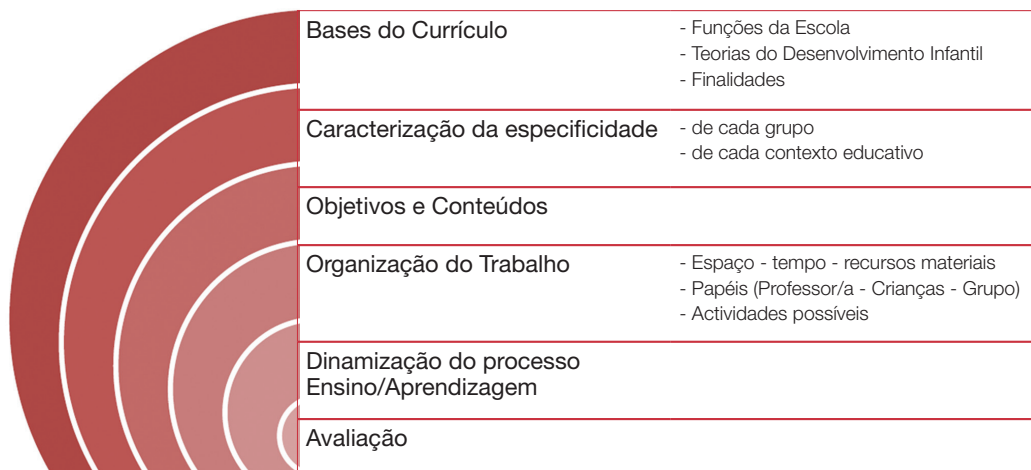 Bases do Currículo
- Funções da Escola
- Teorias do Desenvolvimento Infantil
- Finalidades
Caracterização da especificidade
- de cada grupo
- de cada contexto educativo
Objetivos e Conteúdos
Organização do Trabalho
- Espaço - tempo - recursos materiais
- Papéis (Professor/a - Crianças - Grupo)
- Actividades possíveis
Dinamização do processo
Ensino/Aprendizagem
Avaliação